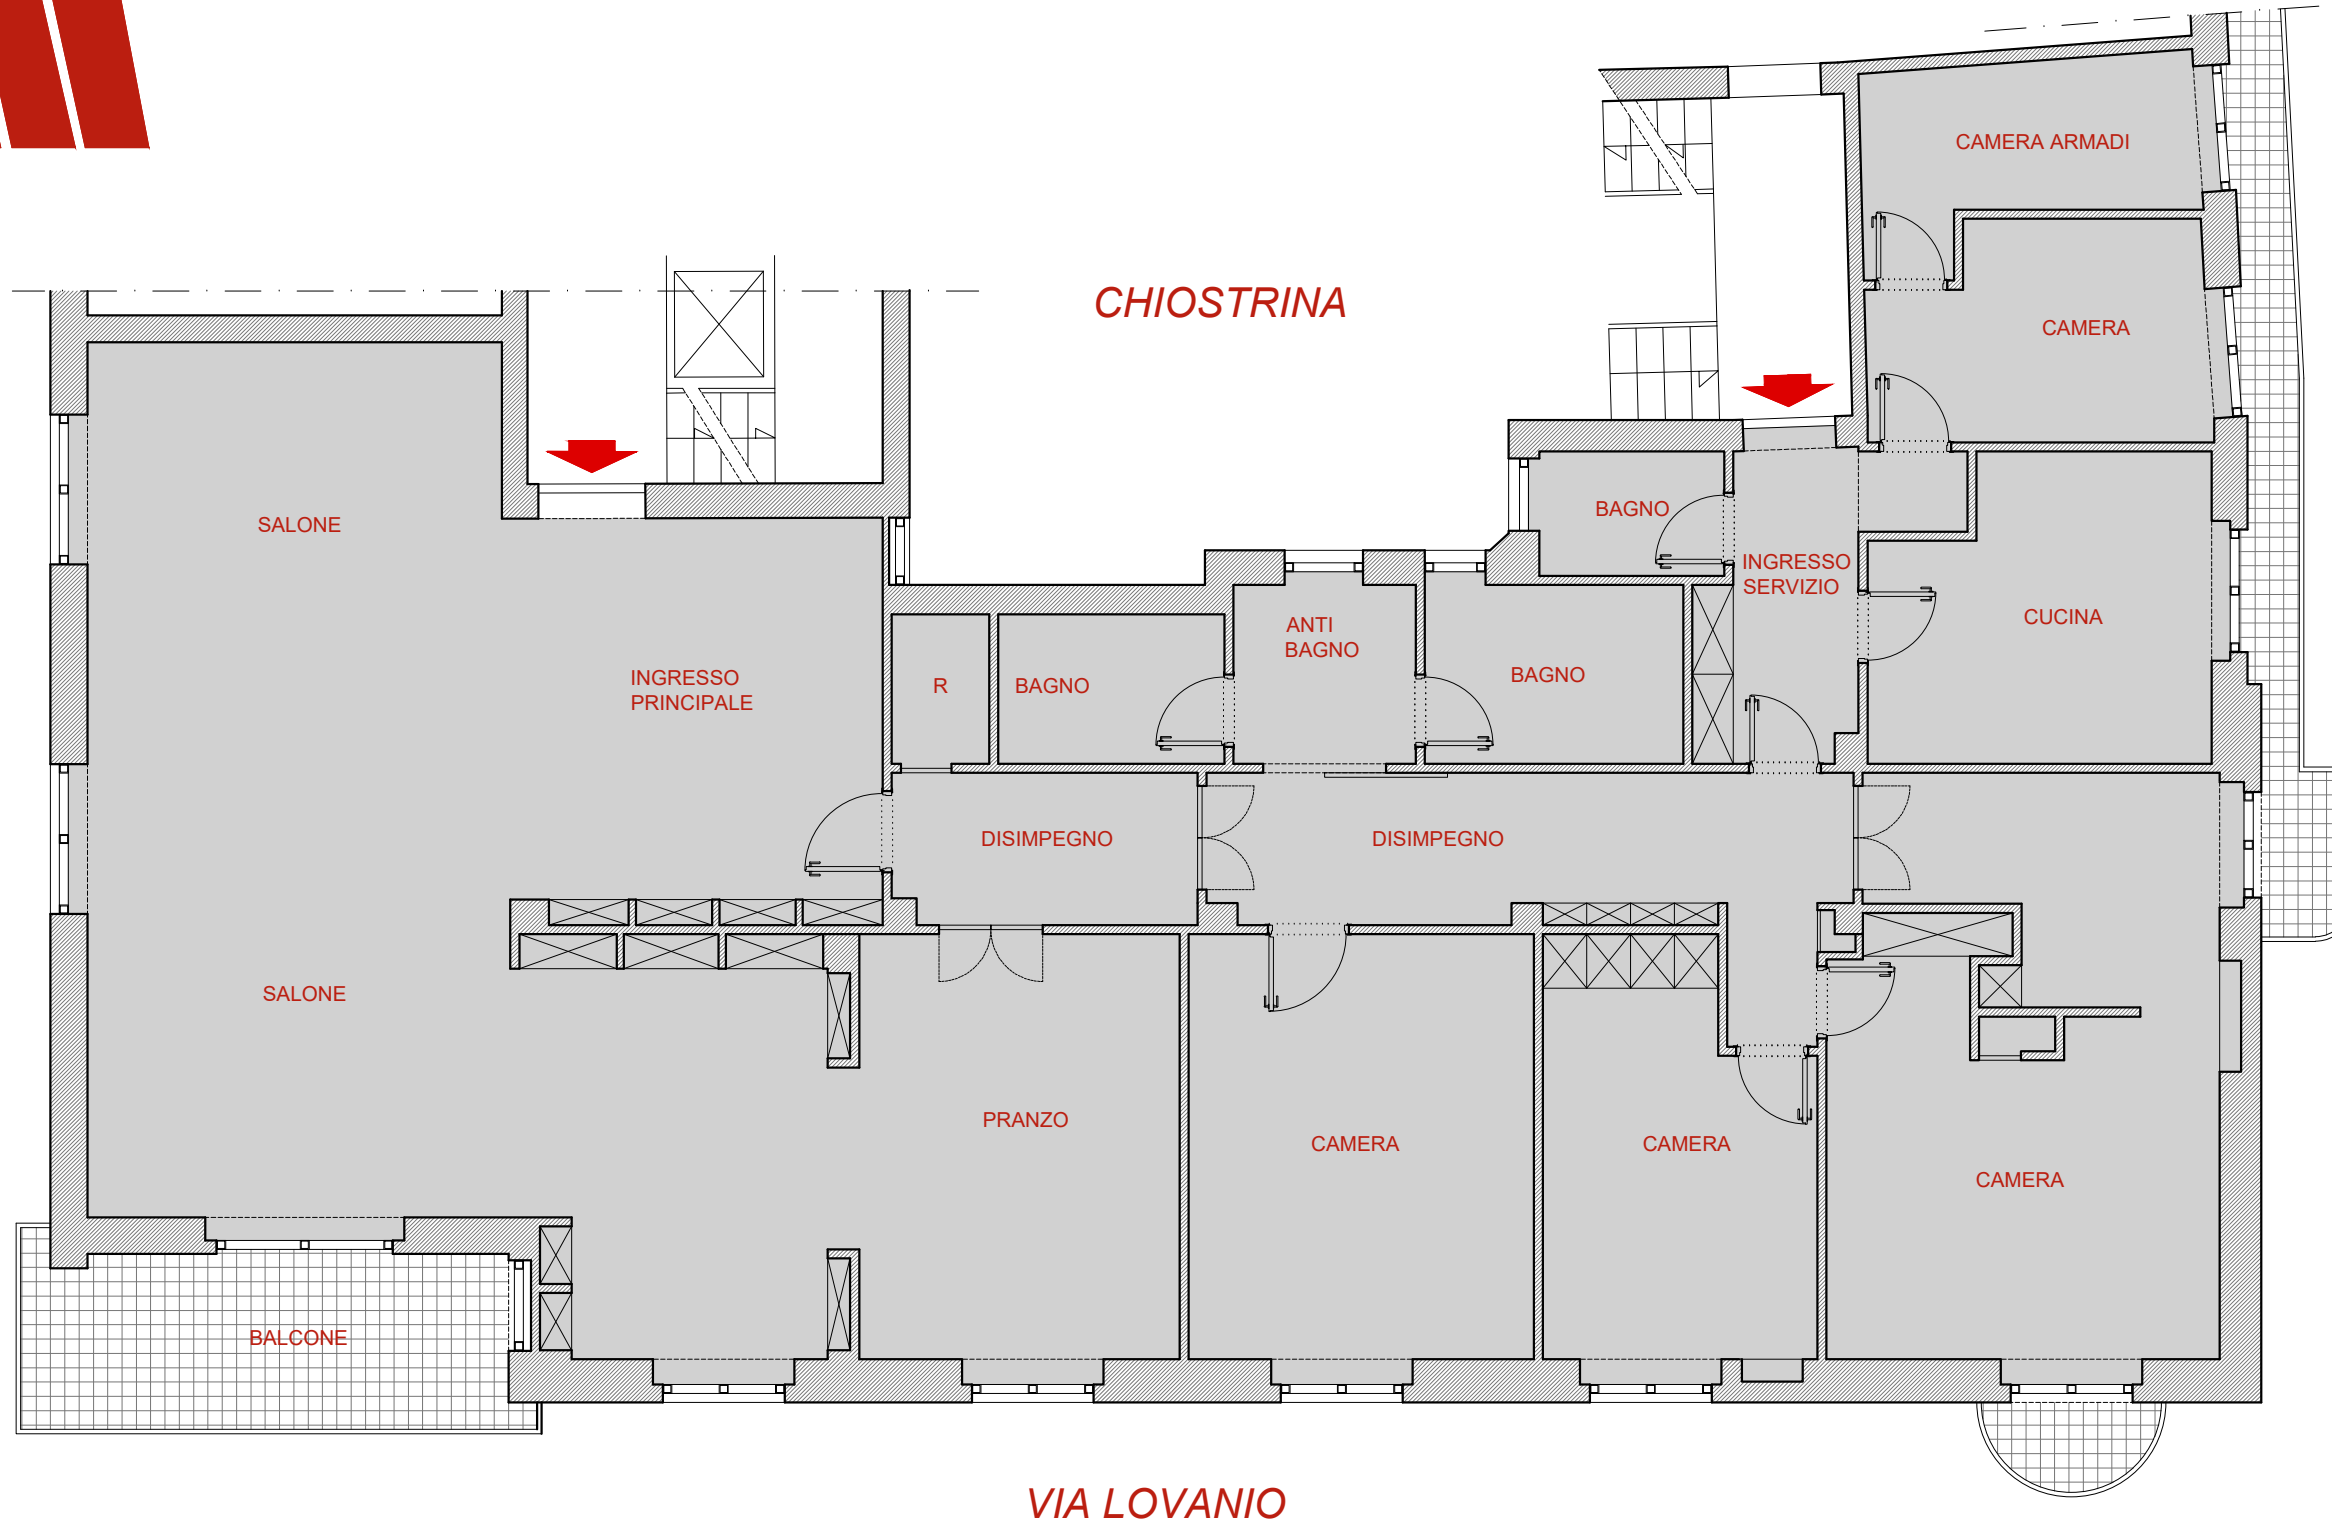 CAMERA ARMADI
CHIOSTRINA
CAMERA
SALONE
BAGNO
INGRESSO
SERVIZIO
CUCINA
ANTI
BAGNO
INGRESSO
PRINCIPALE
R
BAGNO
BAGNO
DISIMPEGNO
DISIMPEGNO
SALONE
PRANZO
CAMERA
CAMERA
CAMERA
BALCONE
VIA LOVANIO